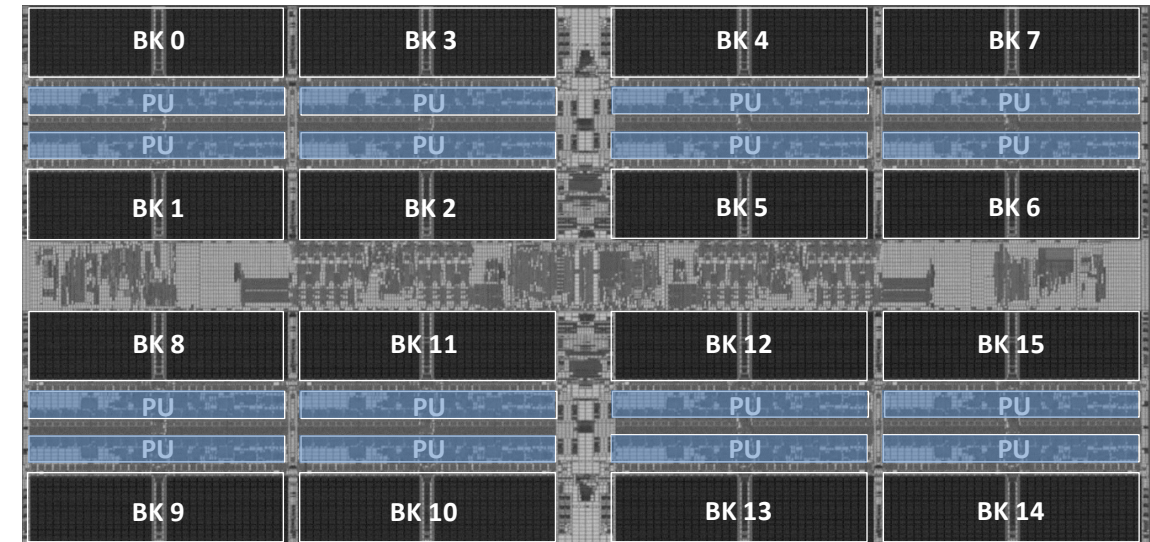 BK 0 BK 3 BK 4 BK 7
PU PU PU PU
PU PU PU PU
BK 1 BK 2 BK 5 BK 6
BK 8 BK 11 BK 12 BK 15
PU PU PU PU
PU PU PU PU
BK 9 BK 10 BK 13 BK 14